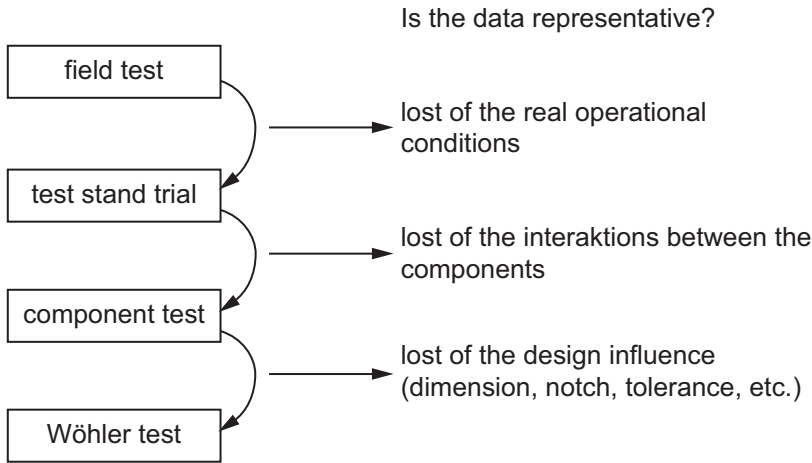 Is the data representative?
field test
lost of the real operational
conditions
test stand trial
lost of the interaktions between the
components
component test
lost of the design influence
(dimension, notch, tolerance, etc.)
Wöhler test